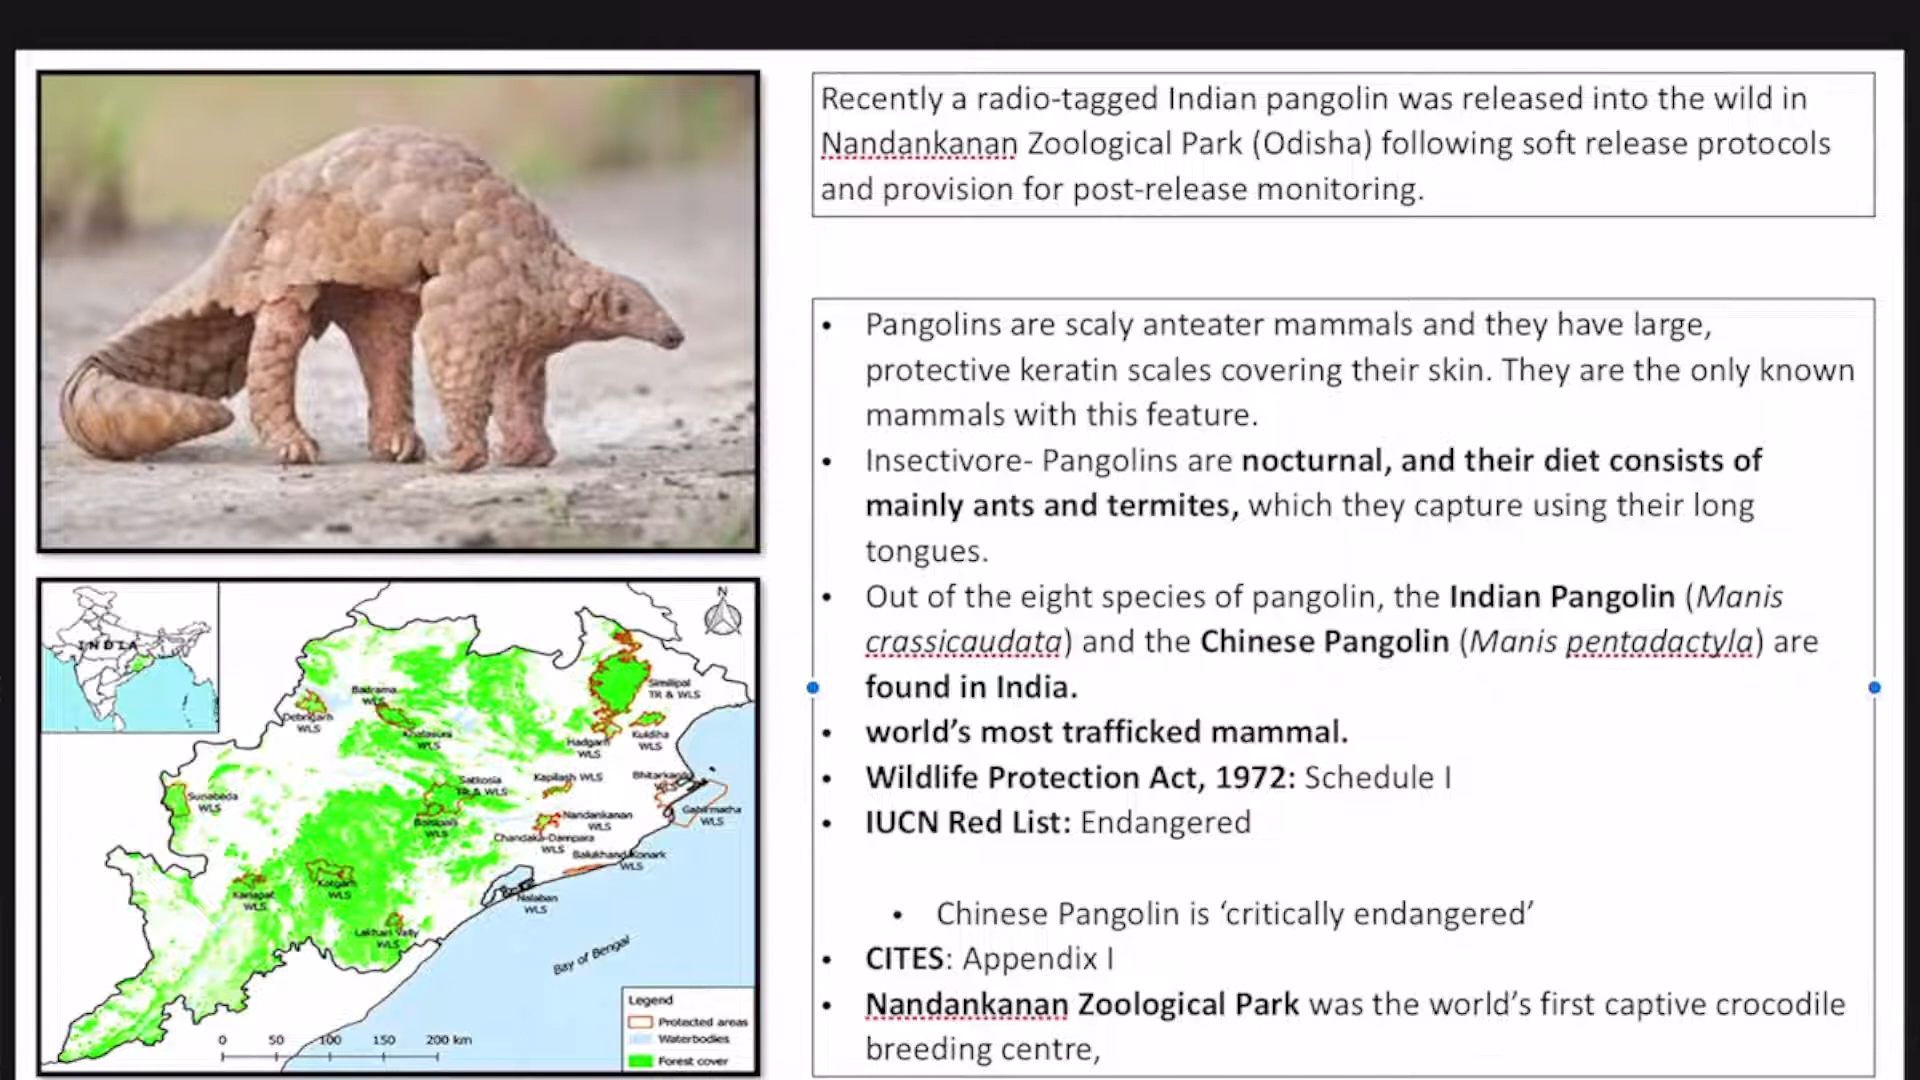 Recently a radio-tagged Indian pangolin was released into the wild in
Nandankanan Zoological Park (Odisha) following soft release protocols
and provision for post-release monitoring.
• Pangolins are scaly anteater mammals and they have large,
protective keratin scales covering their skin. They are the only known
mammals with this feature.
• Insectivore- Pangolins are nocturnal, and their diet consists of
mainly ants and termites, which they capture using their long
tongues.
• Out of the eight species of pangolin, the Indian Pangolin (Manis
crassicaudata) and the Chinese Pangolin (Manis pentadactyla) are
found in India.
• world's most trafficked mammal.
• Wildlife Protection Act, 1972: Schedule I
• IUCN Red List: Endangered
• Chinese Pangolin is ‘critically endangered’
• CITES: Appendix I
• Nandankanan Zoological Park was the world's first captive crocodile
breeding centre,
INDIA
N
Similipal
TR & WLS
Badrama
WLS
Debrigarh
WLS
Khalasuni
WLS
Hadgarh
WLS
Kuldiha
WLS
Satkosia
TR & WLS
Kapilash WLS
Sunabeda
WLS
Baisipalli
WLS
Nandankanan
WLS
Chandaka-Dampara
WLS
Gahirmatha
WLS
Balukhand Konark
WLS
Karlapat
WLS
Kotgarh
WLS
Nalaban
WLS
WLS
Bay of Bengal
Legend
Protected areas
Waterbodies
Forest cover
0 50 100 150 200 km